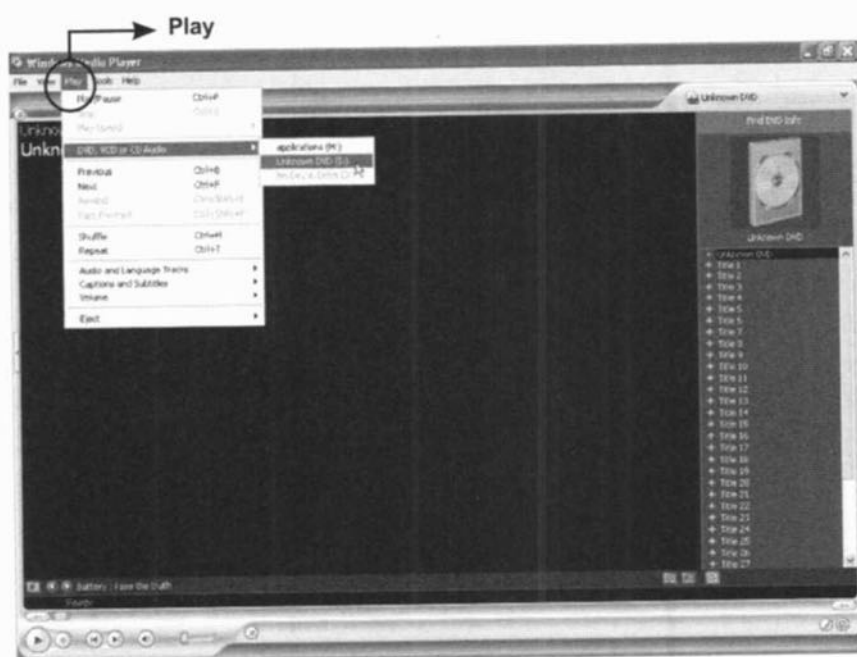 Play
Windows Media Player
File View Play Tools Help
Unknown DVD
Play/Pause Ctrl+P
Find DVD Info
DVD, VCD or CD Audio
applications (H:)
Unknown DVD (I:)
Previous Ctrl+B
Next Ctrl+F
Unknown DVD
Shuffle Ctrl+H
Repeat Ctrl+T
Audio and Language Tracks
Captions and Subtitles
Volume
Eject
Unknown DVD
Title 1
Title 2
Title 3
Title 4
Title 5
Title 6
Title 7
Title 8
Title 9
Title 10
Title 11
Title 12
Title 13
Title 14
Title 15
Title 16
Title 17
Title 18
Title 19
Title 20
Title 21
Title 22
Title 23
Title 24
Title 25
Title 26
Title 27
Ready